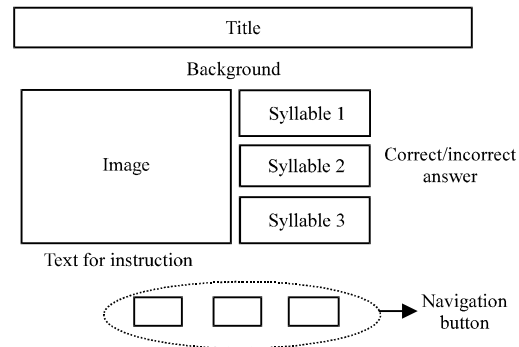 Title
Background
Image
Syllable 1
Syllable 2
Syllable 3
Correct/incorrect
answer
Text for instruction
Navigation
button